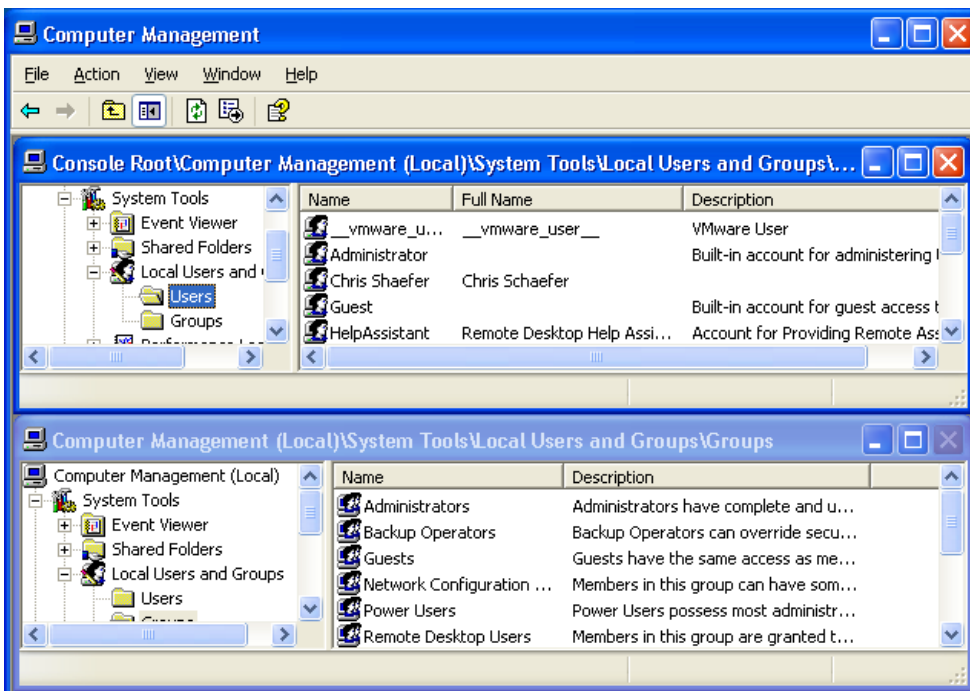 Computer Management
File Action View Window Help
Console Root\Computer Management (Local)\System Tools\Local Users and Groups\...
System Tools
Event Viewer
Shared Folders
Local Users and
Users
Groups
Name Full Name Description
__vmware_u... __vmware_user__ VMware User
Administrator Built-in account for administering
Chris Shaefer Chris Schaefer
Guest Built-in account for guest access t
HelpAssistant Remote Desktop Help Assi... Account for Providing Remote Ass
Computer Management (Local)\System Tools\Local Users and Groups\Groups
Computer Management (Local)
System Tools
Event Viewer
Shared Folders
Local Users and Groups
Users
Name Description
Administrators Administrators have complete and u...
Backup Operators Backup Operators can override secu...
Guests Guests have the same access as me...
Network Configuration ... Members in this group can have som...
Power Users Power Users possess most administr...
Remote Desktop Users Members in this group are granted t...